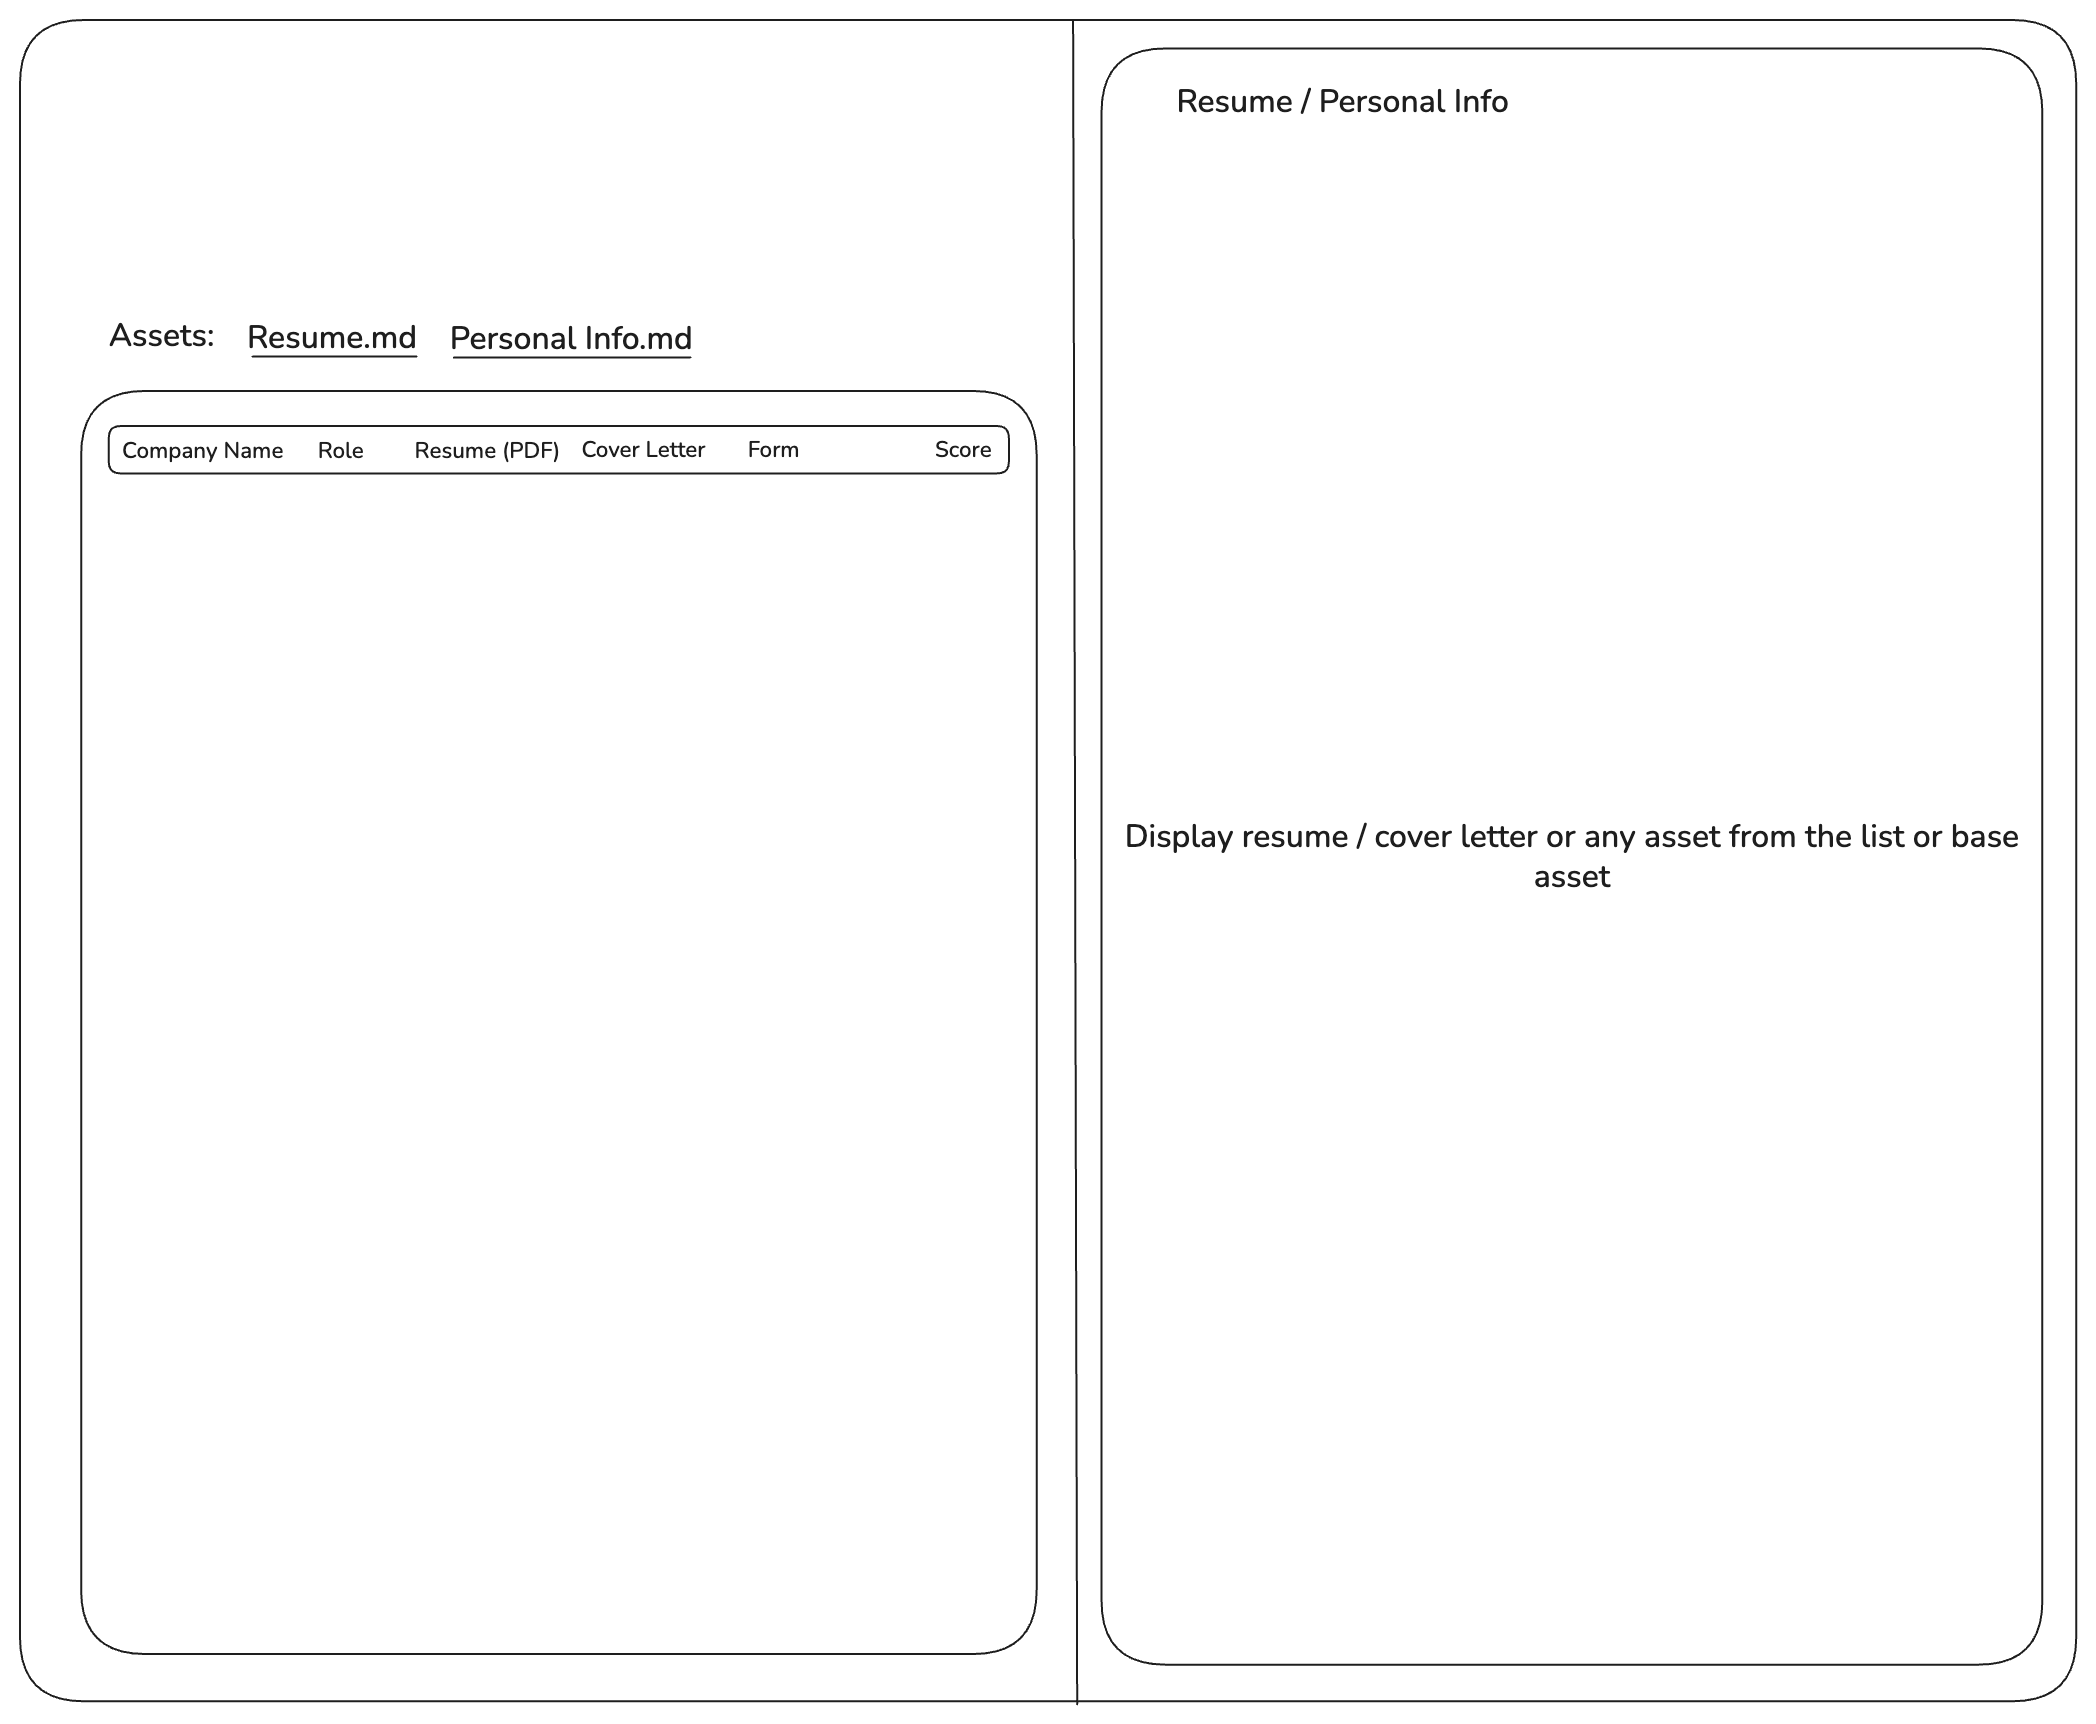 Resume / Personal Info
Assets: Resume.md Personal Info.md
Company Name Role Resume (PDF) Cover Letter Form Score
Display resume / cover letter or any asset from the list or base
asset